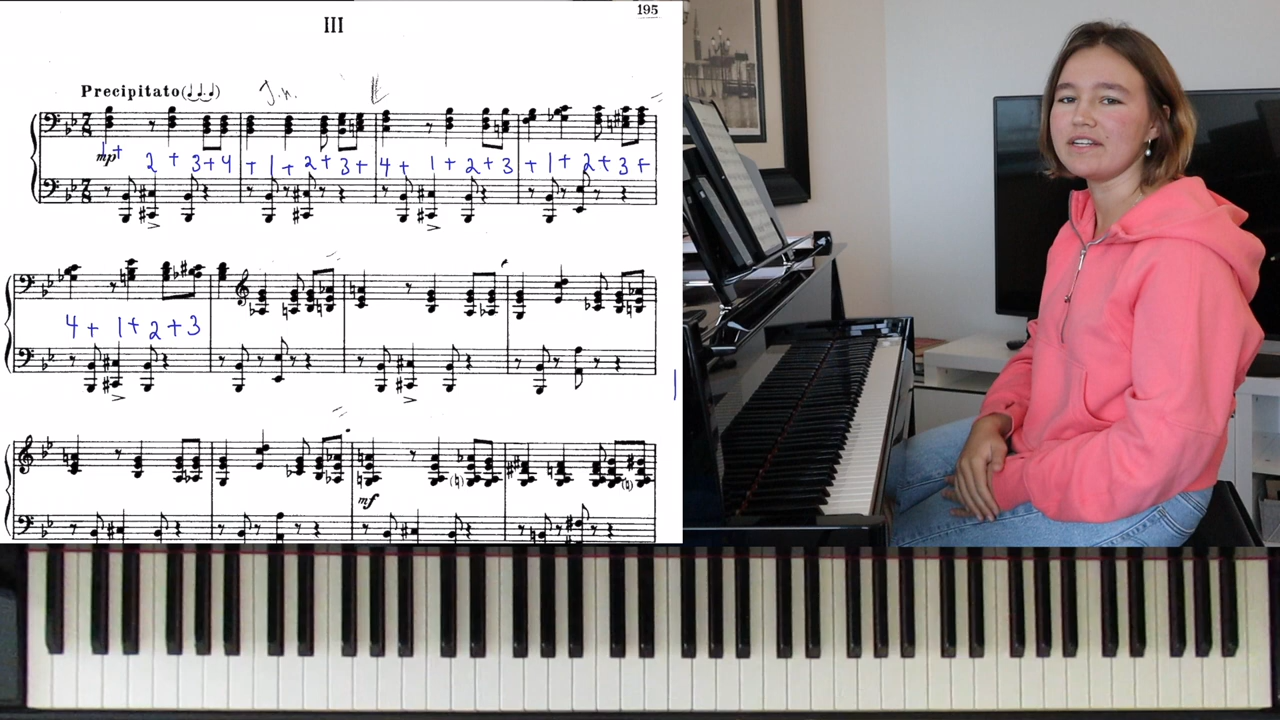 195
III
Precipitato
1 + 2 + 3 + 4 + 1 + 2 + 3 + 4 + 1 + 2 + 3 + 1 + 2 + 3 +
mp
4 + 1 + 2 + 3
mf